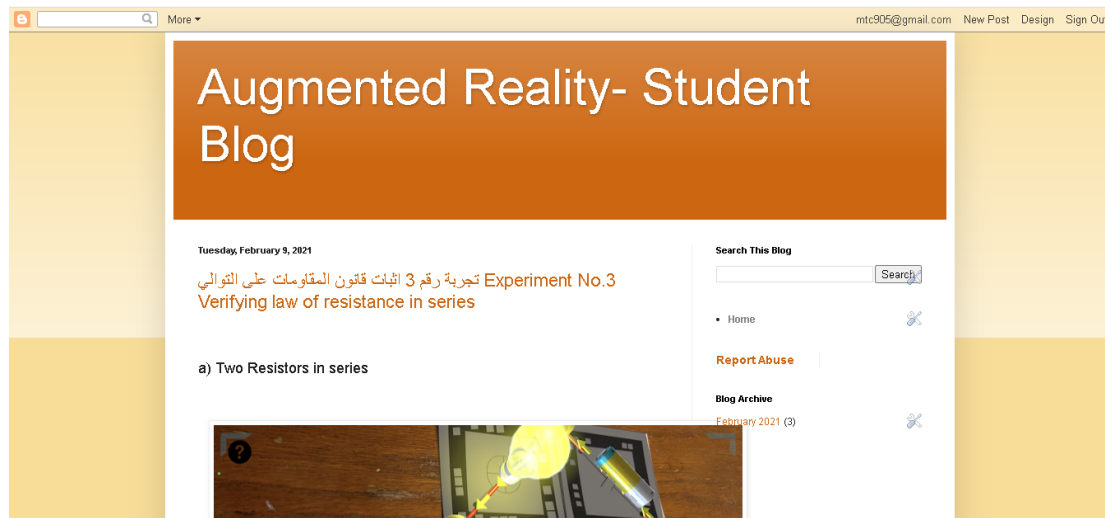 More
mtc905@gmail.com New Post Design Sign Ou
Augmented Reality- Student
Blog
Tuesday, February 9, 2021
تجربة رقم 3 اثبات قانون المقاومات على التوالي Experiment No.3
Verifying law of resistance in series
a) Two Resistors in series
?
Search This Blog
Search
Home
Report Abuse
Blog Archive
February 2021 (3)